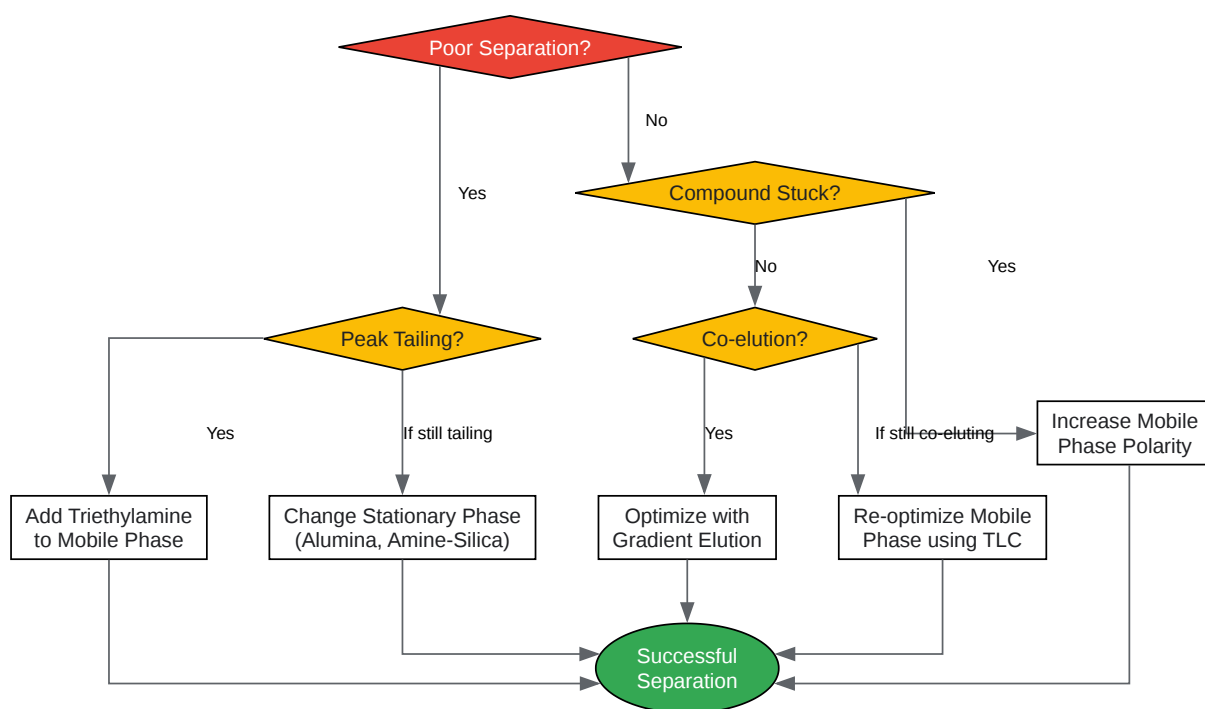 Poor Separation?
No
Yes
Compound Stuck?
No
Yes
Peak Tailing?
Co-elution?
Yes
If still tailing
Yes
If still co-eluting
Increase Mobile
Phase Polarity
Add Triethylamine
to Mobile Phase
Change Stationary Phase
(Alumina, Amine-Silica)
Optimize with
Gradient Elution
Re-optimize Mobile
Phase using TLC
Successful
Separation